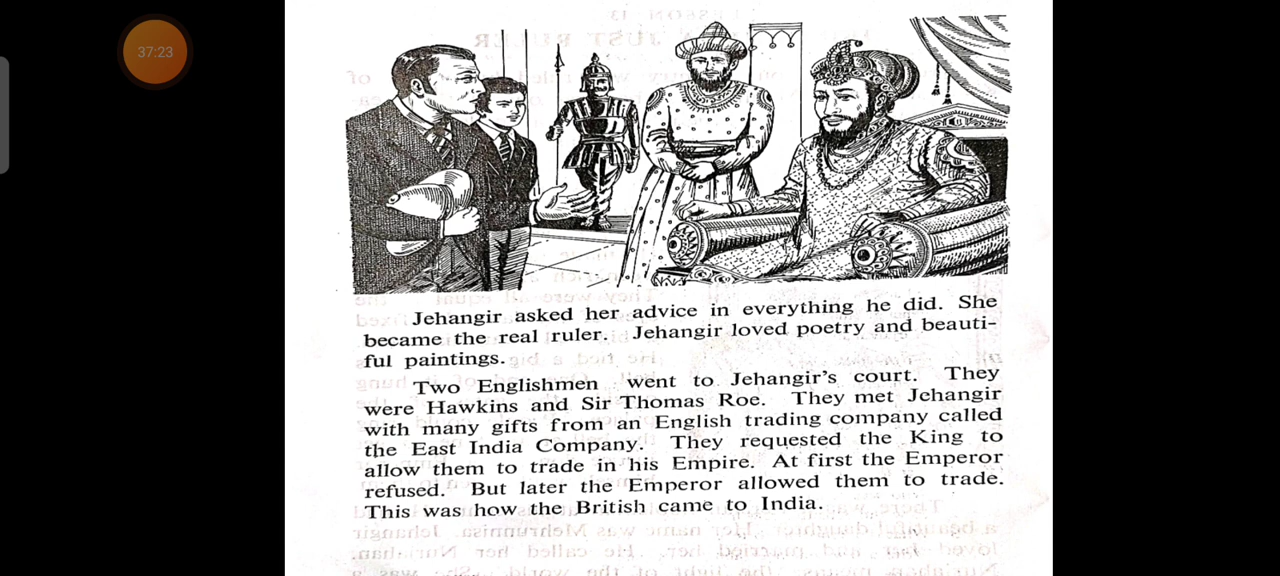 37:23
Jehangir asked her advice in everything he did. She
became the real ruler. Jehangir loved poetry and beauti-
ful paintings.
Two Englishmen went to Jehangir's court. They
were Hawkins and Sir Thomas Roe. They met Jehangir
with many gifts from an English trading company called
the East India Company. They requested the King to
allow them to trade in his Empire. At first the Emperor
refused. But later the Emperor allowed them to trade.
This was how the British came to India.